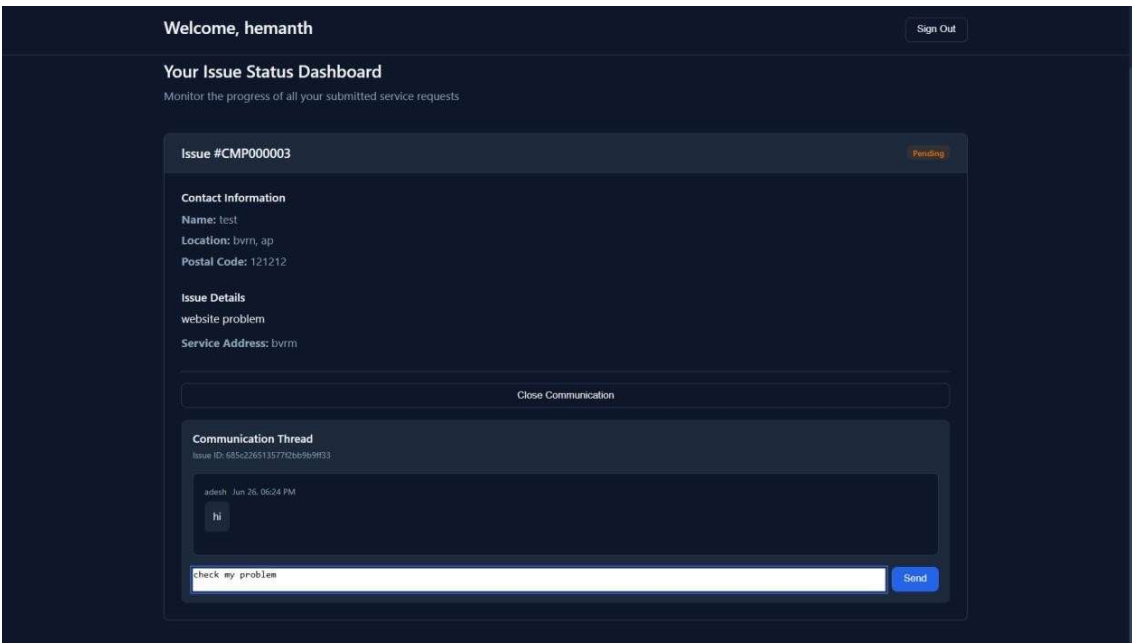 Welcome, hemanth
Sign Out
Your Issue Status Dashboard
Monitor the progress of all your submitted service requests
Issue #CMP000003
Pending
Contact Information
Name: test
Location: bvrn, ap
Postal Code: 121212
Issue Details
website problem
Service Address: bvrm
Close Communication
Communication Thread
Issue ID:
adesh Jun 26, 06:24 PM
hi
check my problem
Send